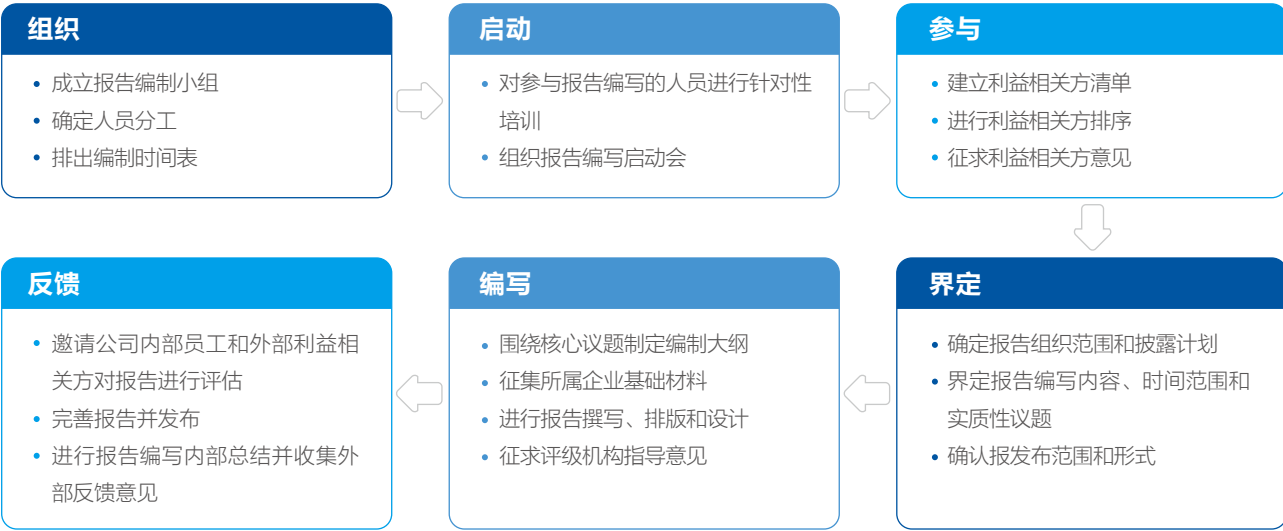 组织
成立报告编制小组
确定人员分工
排出编制时间表
启动
对参与报告编写的人员进行针对性
培训
组织报告编写启动会
参与
建立利益相关方清单
进行利益相关方排序
征求利益相关方意见
界定
确定报告组织范围和披露计划
界定报告编写内容、时间范围和
实质性议题
确认报发布范围和形式
编写
围绕核心议题制定编制大纲
征集所属企业基础材料
进行报告撰写、排版和设计
征求评级机构指导意见
反馈
邀请公司内部员工和外部利益相
关方对报告进行评估
完善报告并发布
进行报告编写内部总结并收集外
部反馈意见